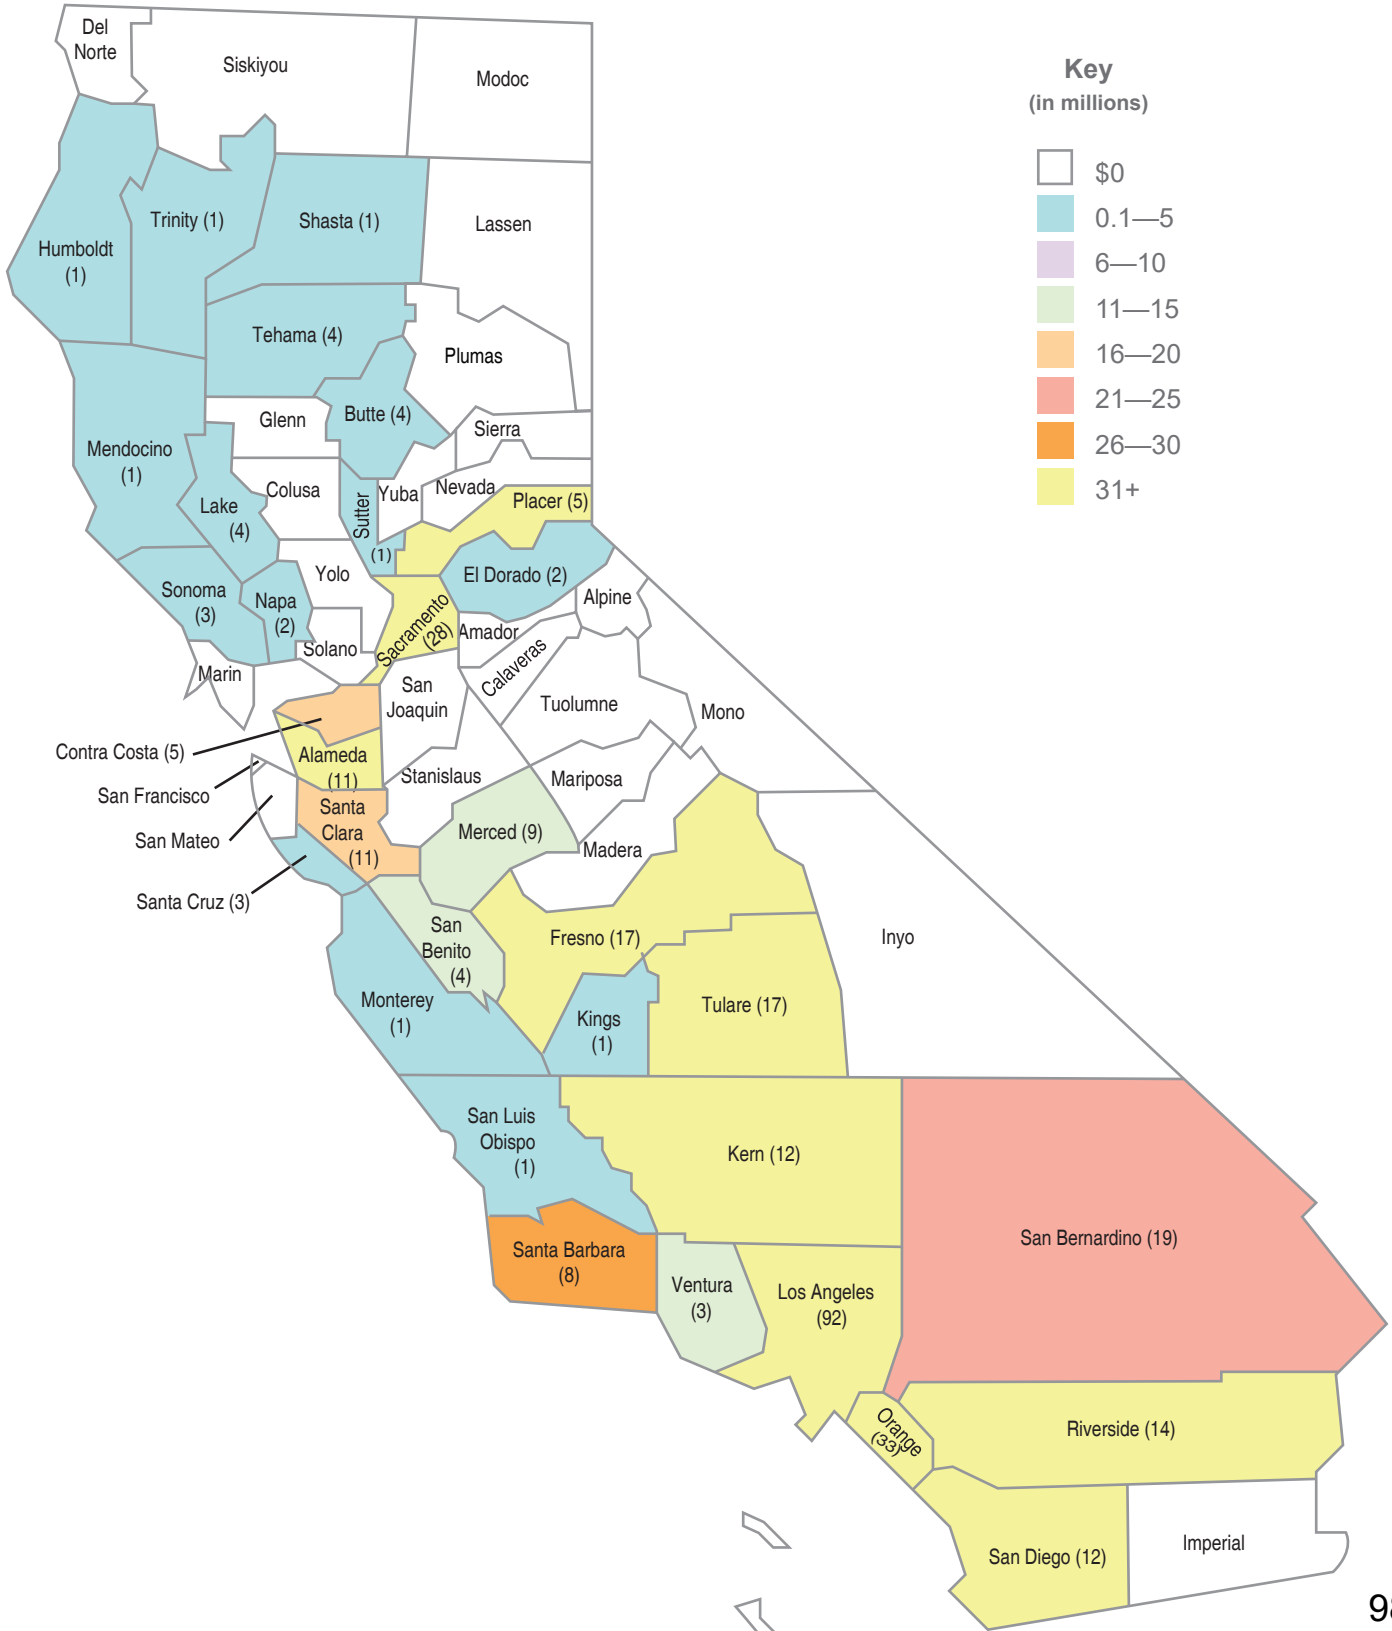 Del
Norte
Siskiyou
Modoc
Key
(in millions)
$0
0.1—5
6—10
11—15
16—20
21—25
26—30
31+
Humboldt
(1)
Trinity (1)
Shasta (1)
Lassen
Tehama (4)
Plumas
Mendocino
(1)
Glenn
Butte (4)
Sierra
Lake
(4)
Colusa
Sutter
(1)
Yuba
Nevada
Placer (5)
Sonoma
(3)
Napa
(2)
Yolo
El Dorado (2)
Alpine
Marin
Solano
Sacramento
(28)
Amador
Calaveras
San
Joaquin
Tuolumne
Mono
Contra Costa (5)
Alameda
(11)
Stanislaus
Mariposa
San Francisco
San Mateo
Santa
Clara
(11)
Merced (9)
Madera
Santa Cruz (3)
San
Benito
(4)
Fresno (17)
Inyo
Monterey
(1)
Kings
(1)
Tulare (17)
San Luis
Obispo
(1)
Kern (12)
Santa Barbara
(8)
Ventura
(3)
Los Angeles
(92)
San Bernardino (19)
Orange
(33)
Riverside (14)
San Diego (12)
Imperial